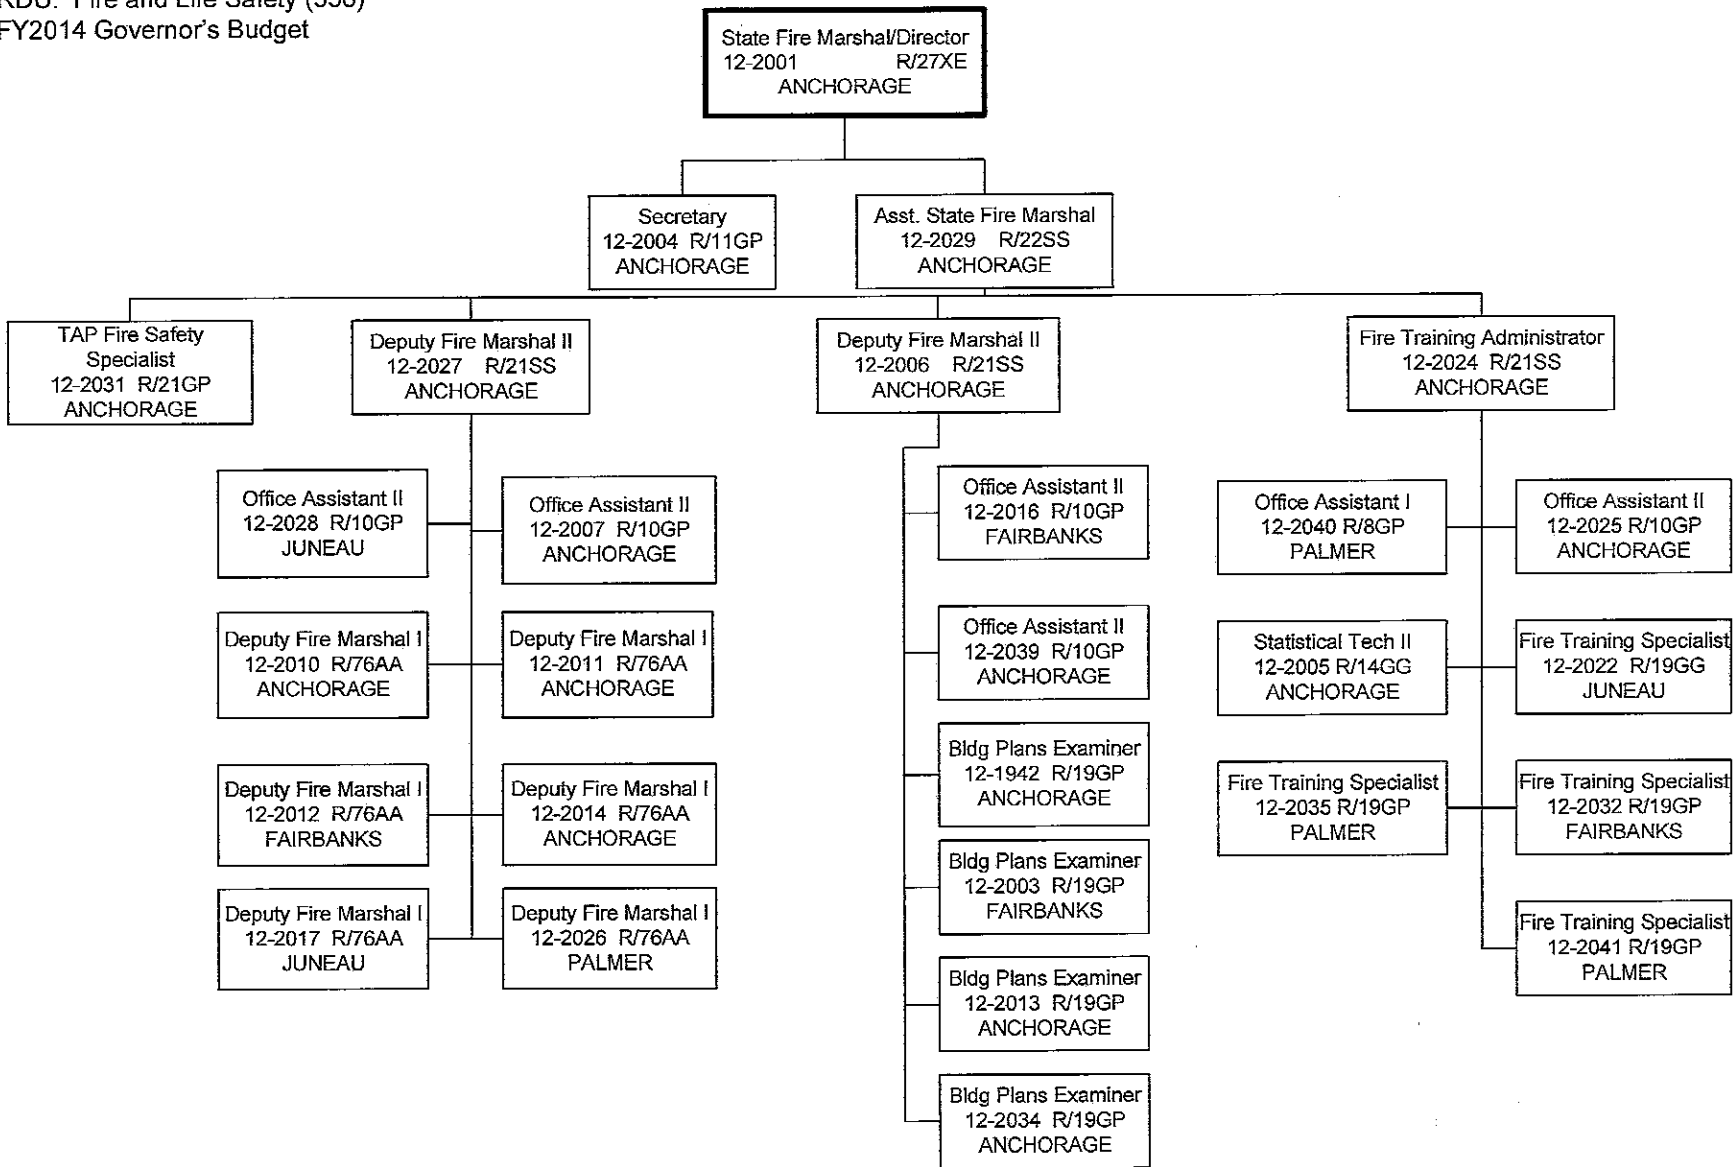 RDU: Fire and Life Safety (558)
FY2014 Governor's Budget
State Fire Marshal/Director
12-2001 R/27XE
ANCHORAGE
Secretary
12-2004 R/11GP
ANCHORAGE
Asst. State Fire Marshal
12-2029 R/22SS
ANCHORAGE
TAP Fire Safety
Specialist
12-2031 R/21GP
ANCHORAGE
Deputy Fire Marshal II
12-2027 R/21SS
ANCHORAGE
Deputy Fire Marshal II
12-2006 R/21SS
ANCHORAGE
Fire Training Administrator
12-2024 R/21SS
ANCHORAGE
Office Assistant II
12-2028 R/10GP
JUNEAU
Office Assistant II
12-2007 R/10GP
ANCHORAGE
Deputy Fire Marshal I
12-2010 R/76AA
ANCHORAGE
Deputy Fire Marshal I
12-2011 R/76AA
ANCHORAGE
Deputy Fire Marshal I
12-2012 R/76AA
FAIRBANKS
Deputy Fire Marshal I
12-2014 R/76AA
ANCHORAGE
Deputy Fire Marshal I
12-2017 R/76AA
JUNEAU
Deputy Fire Marshal I
12-2026 R/76AA
PALMER
Office Assistant II
12-2016 R/10GP
FAIRBANKS
Office Assistant II
12-2039 R/10GP
ANCHORAGE
Bldg Plans Examiner
12-1942 R/19GP
ANCHORAGE
Bldg Plans Examiner
12-2003 R/19GP
FAIRBANKS
Bldg Plans Examiner
12-2013 R/19GP
ANCHORAGE
Bldg Plans Examiner
12-2034 R/19GP
ANCHORAGE
Office Assistant I
12-2040 R/8GP
PALMER
Office Assistant II
12-2025 R/10GP
ANCHORAGE
Statistical Tech II
12-2005 R/14GG
ANCHORAGE
Fire Training Specialist
12-2022 R/19GG
JUNEAU
Fire Training Specialist
12-2035 R/19GP
PALMER
Fire Training Specialist
12-2032 R/19GP
FAIRBANKS
Fire Training Specialist
12-2041 R/19GP
PALMER